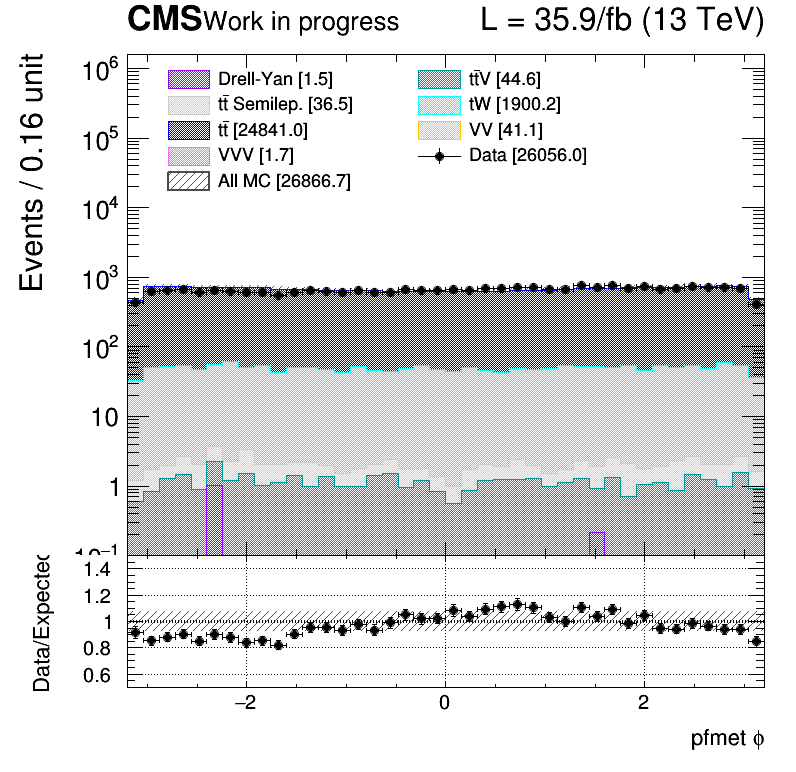 CMS Work in progress L = 35.9/fb (13 TeV)
Events / 0.16 unit
10⁶
10⁵
10⁴
10³
10²
10
1
10⁻¹
Drell-Yan [1.5]
tt̄ Semilep. [36.5]
tt̄ [24841.0]
VVV [1.7]
All MC [26866.7]
tt̄V [44.6]
tW [1900.2]
VV [41.1]
Data [26056.0]
Data/Expected
1.4
1.2
1
0.8
0.6
−2 0 2
pfmet ϕ